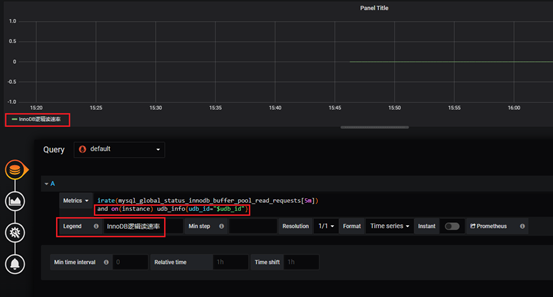 Panel Title
1.0
0.5
0
-0.5
-1.0
15:20
15:25
15:30
15:35
15:40
15:45
15:50
15:55
16:00
InnoDB逻辑读速率
Query
default
A
Metrics
irate(mysql_global_status_innodb_buffer_pool_read_requests[5m])
and on(instance) udb_info{udb_id="$udb_id"}
Legend
InnoDB逻辑读速率
Min step
Resolution
1/1
Format
Time series
Instant
Prometheus
Min time interval
0
Relative time
1h
Time shift
1h